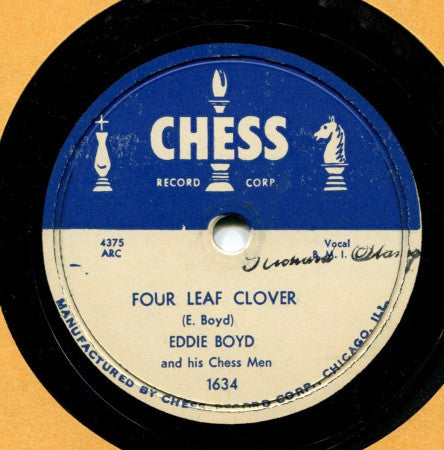 CHESS
RECORD CORP.
4375
ARC
Vocal
B. M. I.
FOUR LEAF CLOVER
(E. Boyd)
EDDIE BOYD
and his Chess Men
1634
MANUFACTURED BY CHESS RECORD CORP., CHICAGO, ILL.